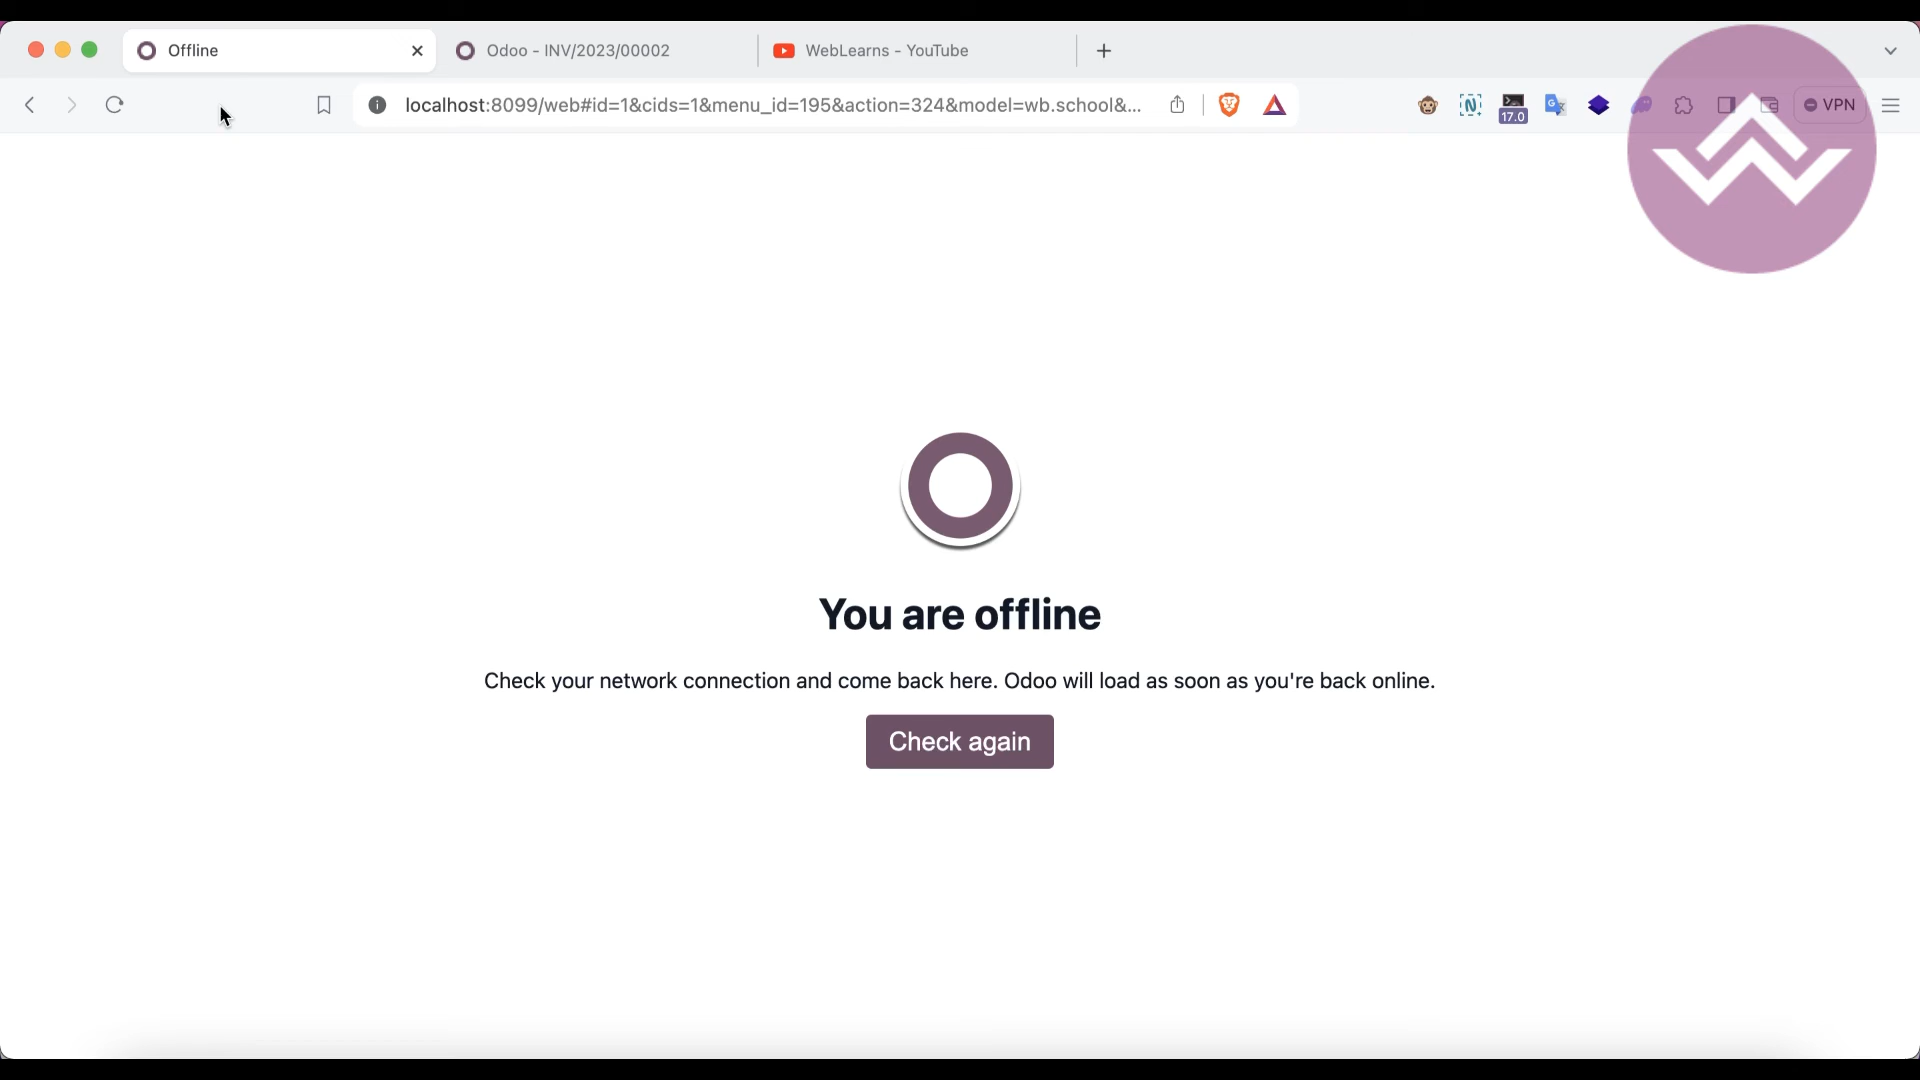 Offline
Odoo - INV/2023/00002
WebLearns - YouTube
localhost:8099/web#id=1&cids=1&menu_id=195&action=324&model=wb.school&...
17.0
VPN
You are offline
Check your network connection and come back here. Odoo will load as soon as you're back online.
Check again